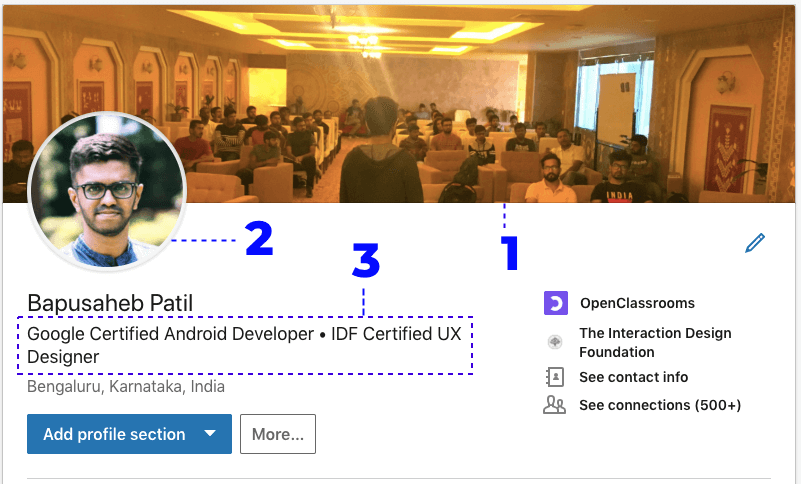 INDIA
2
1
3
Bapusaheb Patil
Google Certified Android Developer • IDF Certified UX
Designer
Bengaluru, Karnataka, India
Add profile section
More...
OpenClassrooms
The Interaction Design
Foundation
See contact info
See connections (500+)